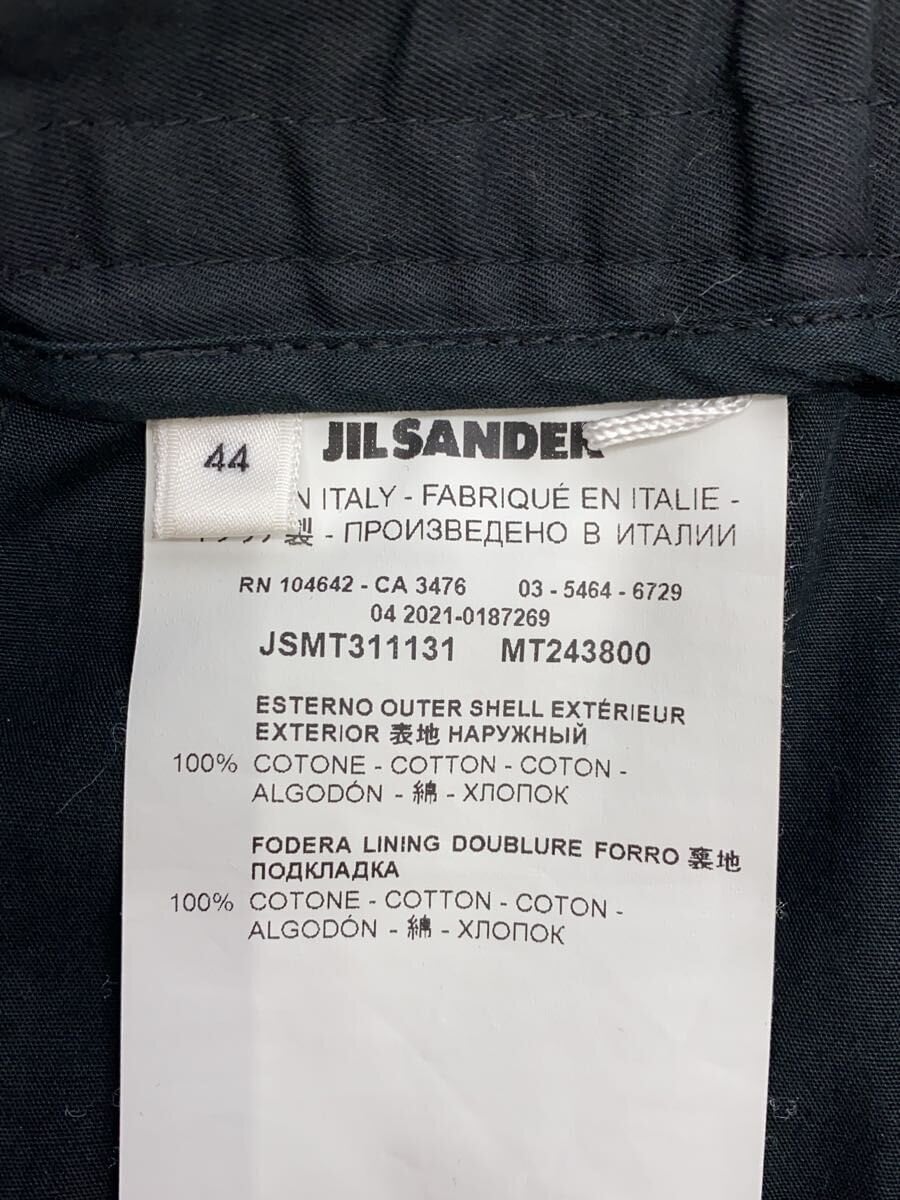 44
JIL SANDER
ITALY - FABRIQUÉ EN ITALIE -
製 - ПРОИЗВЕДЕНО В ИТАЛИИ
RN 104642 - CA 3476 03 - 5464 - 6729
04 2021-0187269
JSMT311131 MT243800
ESTERNO OUTER SHELL EXTÉRIEUR
EXTERIOR 表地 НАРУЖНЫЙ
100% COTONE - COTTON - COTON -
ALGODÓN - 綿 - ХЛОПОК
FODERA LINING DOUBLURE FORRO 裏地
ПОДКЛАДКА
100% COTONE - COTTON - COTON -
ALGODÓN - 綿 - ХЛОПОК